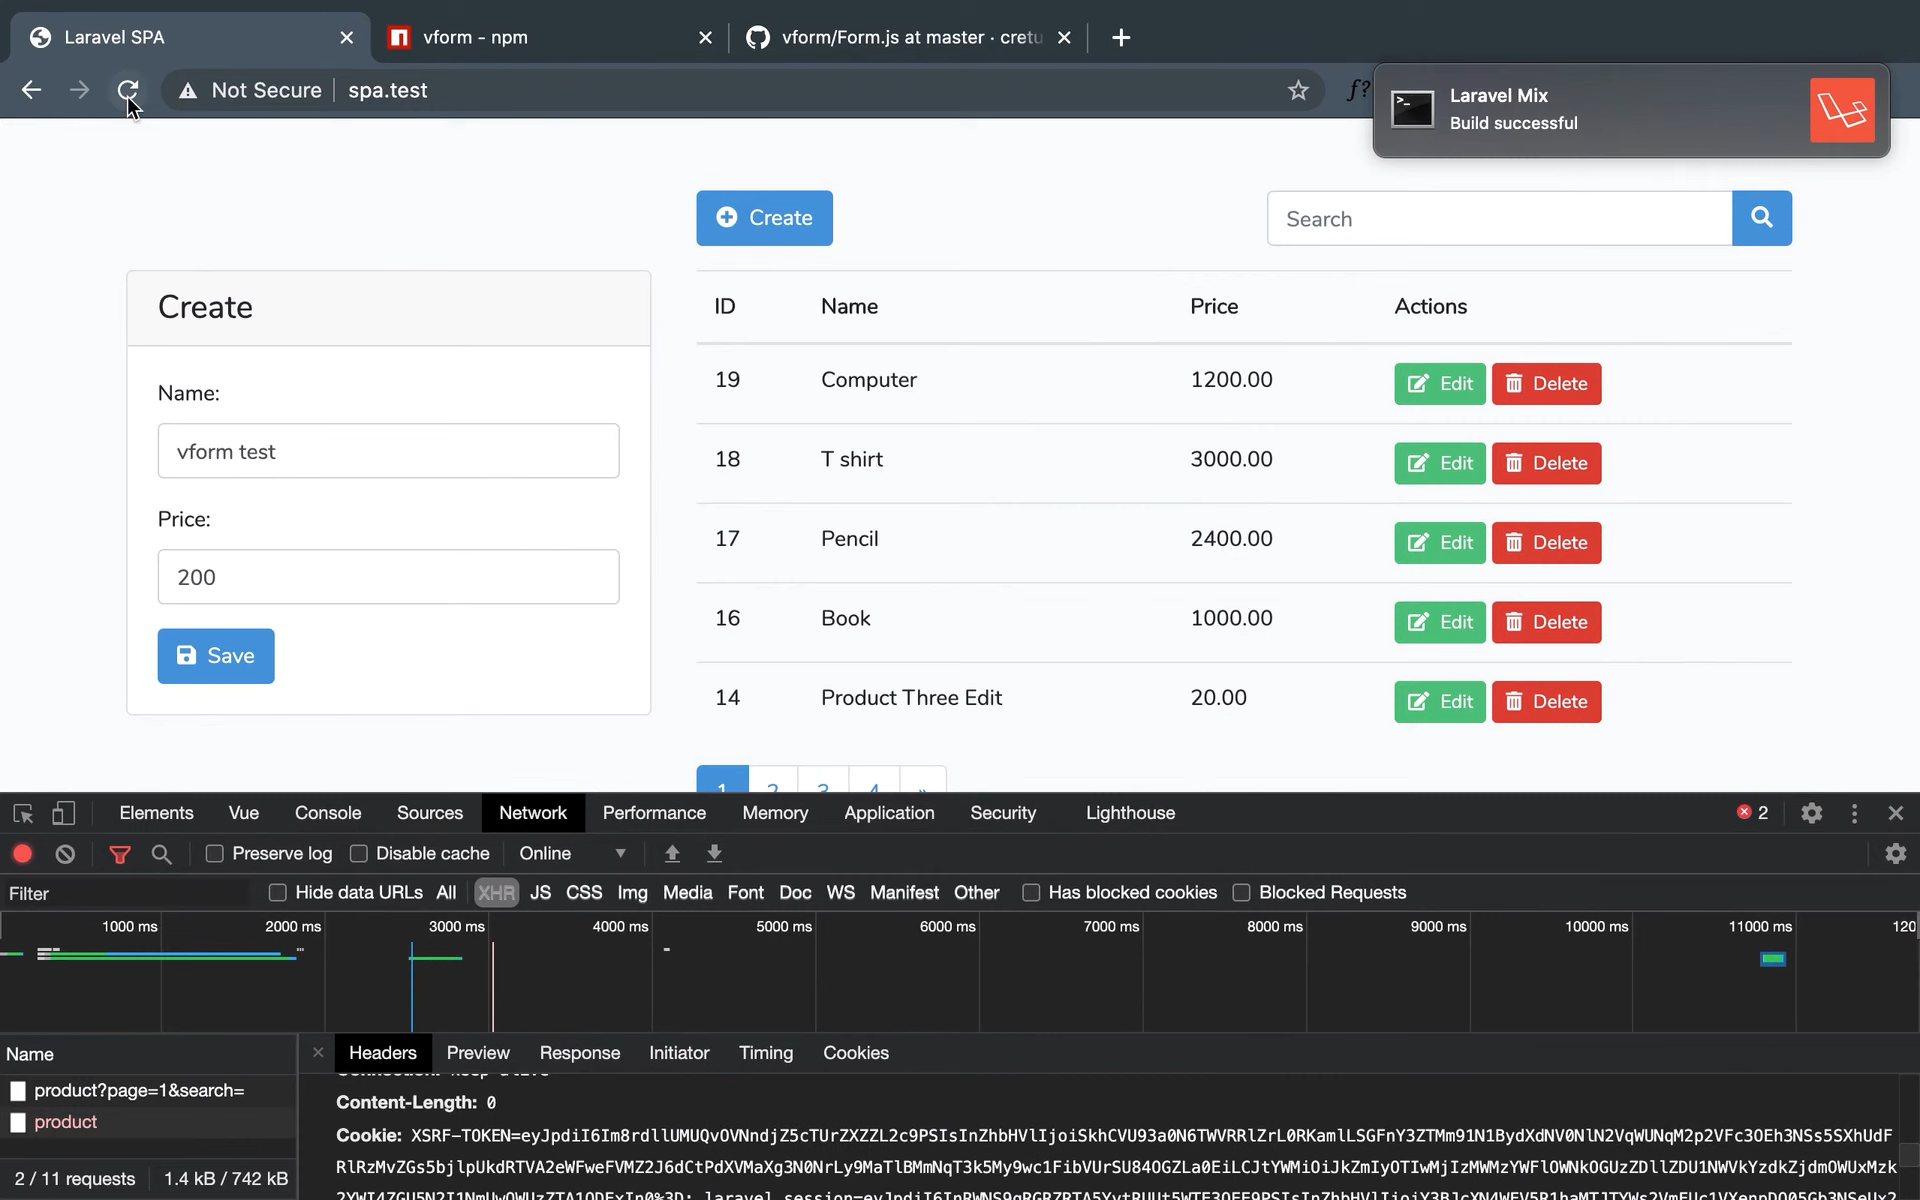 Laravel SPA
vform - npm
vform/Form.js at master · cretu
Not Secure
spa.test
f?
Laravel Mix
Build successful
Create
Search
Create
ID Name Price Actions
Name:
vform test
Price:
200
Save
19 Computer 1200.00 Edit Delete
18 T shirt 3000.00 Edit Delete
17 Pencil 2400.00 Edit Delete
16 Book 1000.00 Edit Delete
14 Product Three Edit 20.00 Edit Delete
1 2 3 4 »
Elements Vue Console Sources Network Performance Memory Application Security Lighthouse 2
Preserve log Disable cache Online
Filter Hide data URLs All XHR JS CSS Img Media Font Doc WS Manifest Other Has blocked cookies Blocked Requests
1000 ms 2000 ms 3000 ms 4000 ms 5000 ms 6000 ms 7000 ms 8000 ms 9000 ms 10000 ms 11000 ms 120
Name
Headers Preview Response Initiator Timing Cookies
product?page=1&search=
product
2 / 11 requests 1.4 kB / 742 kB
Content-Length: 0
Cookie: